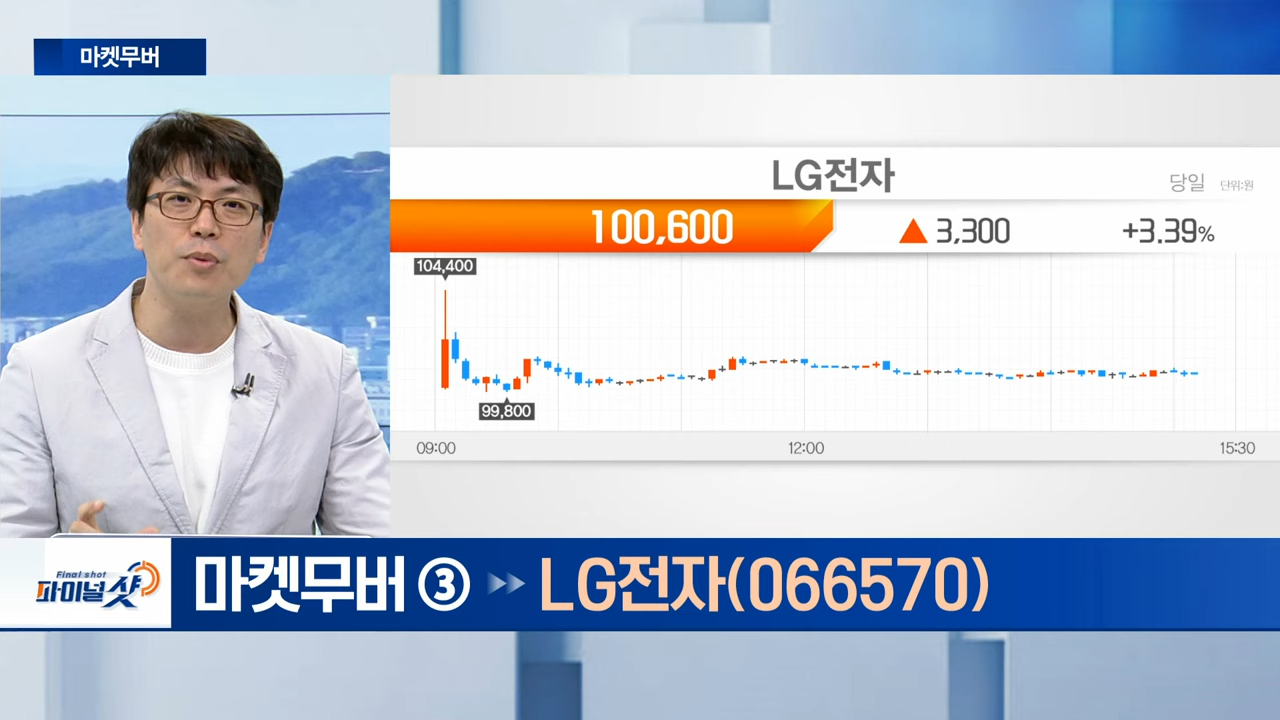 마켓무버
LG전자
당일 단위:원
100,600 ▲ 3,300 +3.39%
104,400
99,800
09:00 12:00 15:30
Final shot
파이널샷
마켓무버 ③ LG전자(066570)